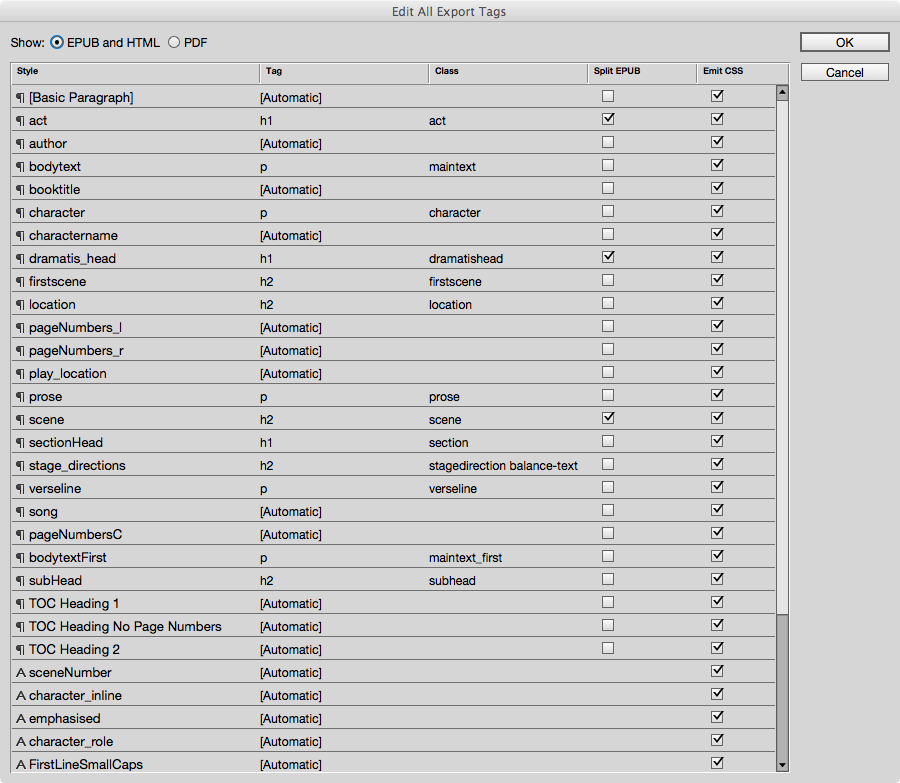 Edit All Export Tags
Show: EPUB and HTML PDF
OK
Cancel
Style Tag Class Split EPUB Emit CSS
¶ [Basic Paragraph] [Automatic]
¶ act h1 act
¶ author [Automatic]
¶ bodytext p maintext
¶ booktitle [Automatic]
¶ character p character
¶ charactername [Automatic]
¶ dramatis_head h1 dramatishead
¶ firstscene h2 firstscene
¶ location h2 location
¶ pageNumbers_l [Automatic]
¶ pageNumbers_r [Automatic]
¶ play_location [Automatic]
¶ prose p prose
¶ scene h2 scene
¶ sectionHead h1 section
¶ stage_directions h2 stagedirection balance-text
¶ verseline p verseline
¶ song [Automatic]
¶ pageNumbersC [Automatic]
¶ bodytextFirst p maintext_first
¶ subHead h2 subhead
¶ TOC Heading 1 [Automatic]
¶ TOC Heading No Page Numbers [Automatic]
¶ TOC Heading 2 [Automatic]
A sceneNumber [Automatic]
A character_inline [Automatic]
A emphasised [Automatic]
A character_role [Automatic]
A FirstLineSmallCaps [Automatic]